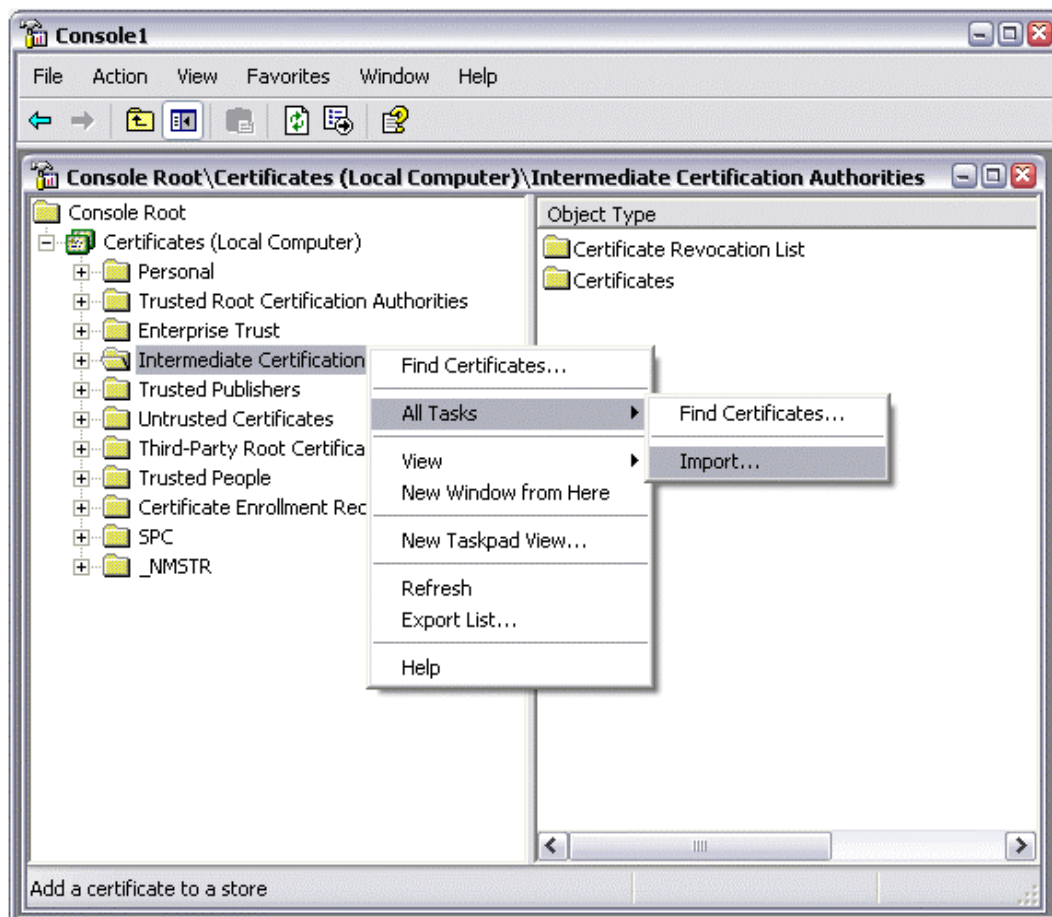 Console1
File Action View Favorites Window Help
Console Root\Certificates (Local Computer)\Intermediate Certification Authorities
Console Root
Certificates (Local Computer)
Personal
Trusted Root Certification Authorities
Enterprise Trust
Intermediate Certification
Trusted Publishers
Untrusted Certificates
Third-Party Root Certifica
Trusted People
Certificate Enrollment Rec
SPC
_NMSTR
Object Type
Certificate Revocation List
Certificates
Find Certificates...
All Tasks
View
New Window from Here
New Taskpad View...
Refresh
Export List...
Help
Find Certificates...
Import...
Add a certificate to a store